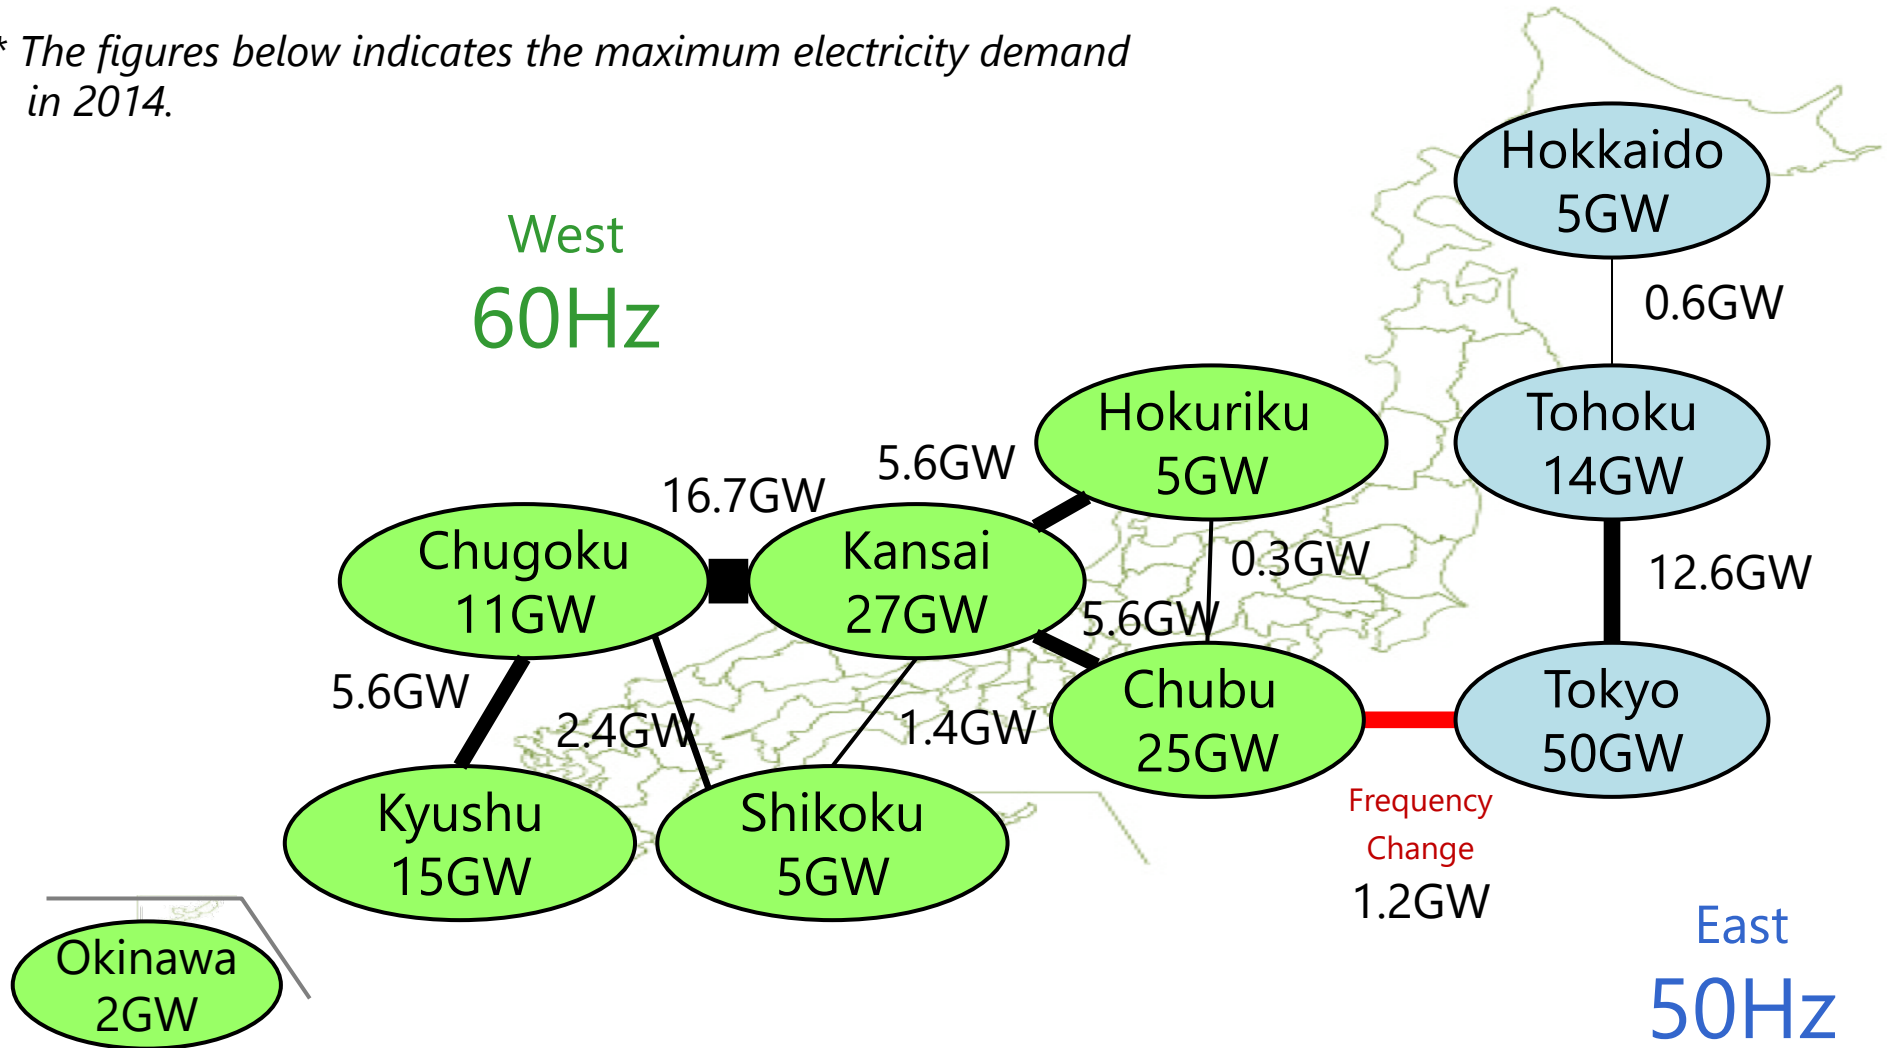 * The figures below indicates the maximum electricity demand
in 2014.
Hokkaido
5GW
West
60Hz
0.6GW
Hokuriku
5GW
Tohoku
14GW
5.6GW
16.7GW
Chugoku
11GW
Kansai
27GW
0.3GW
12.6GW
5.6GW
Chubu
25GW
Tokyo
50GW
5.6GW
2.4GW
1.4GW
Kyushu
15GW
Shikoku
5GW
Frequency
Change
1.2GW
Okinawa
2GW
East
50Hz